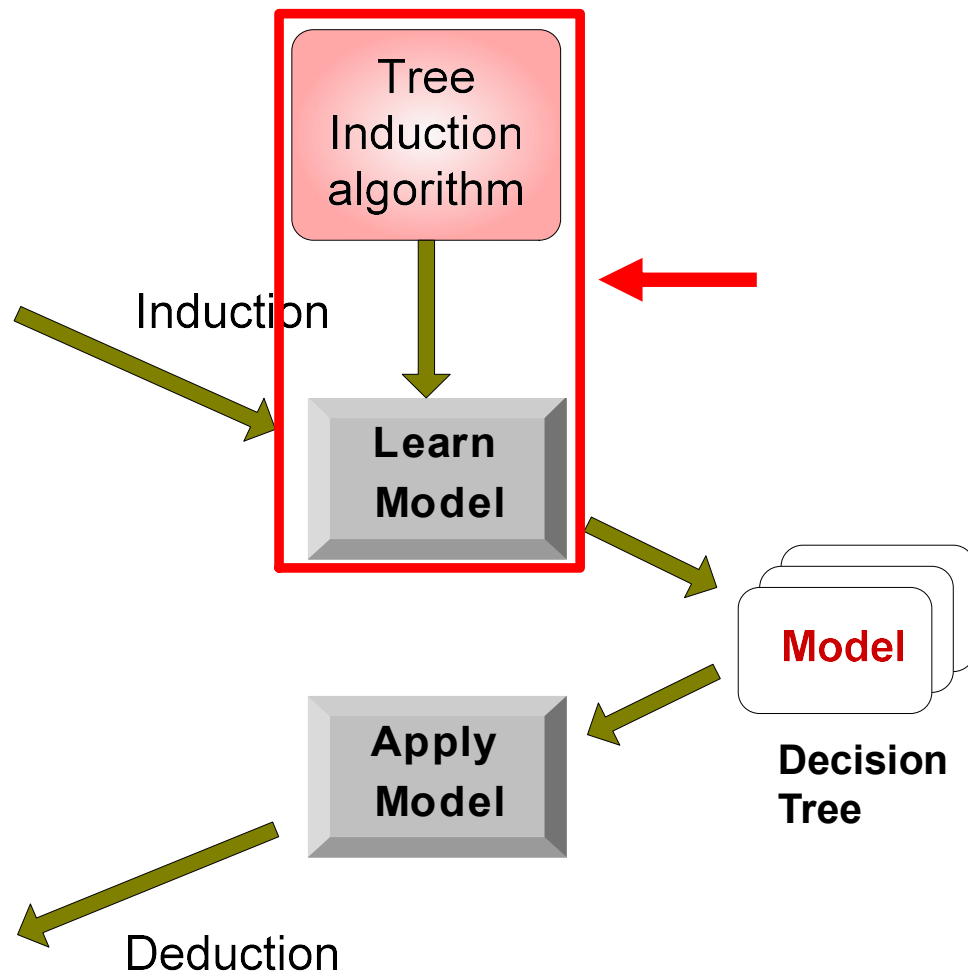 Tree
Induction
algorithm
Induction
Learn
Model
Model
Apply
Model
Decision
Tree
Deduction